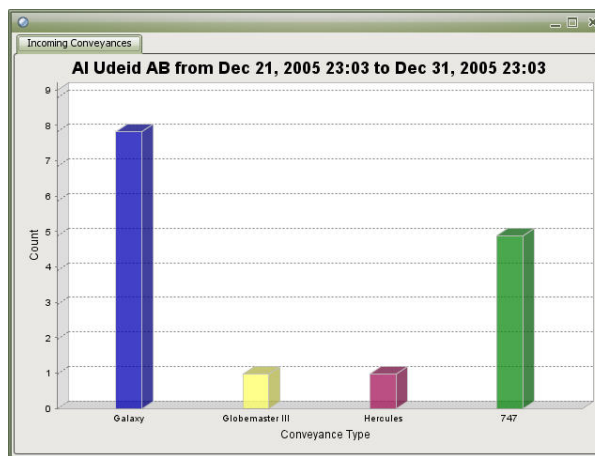 Incoming Conveyances
Al Udeid AB from Dec 21, 2005 23:03 to Dec 31, 2005 23:03
9
8
7
6
5
4
3
2
1
0
Count
Galaxy Globemaster III Hercules 747
Conveyance Type